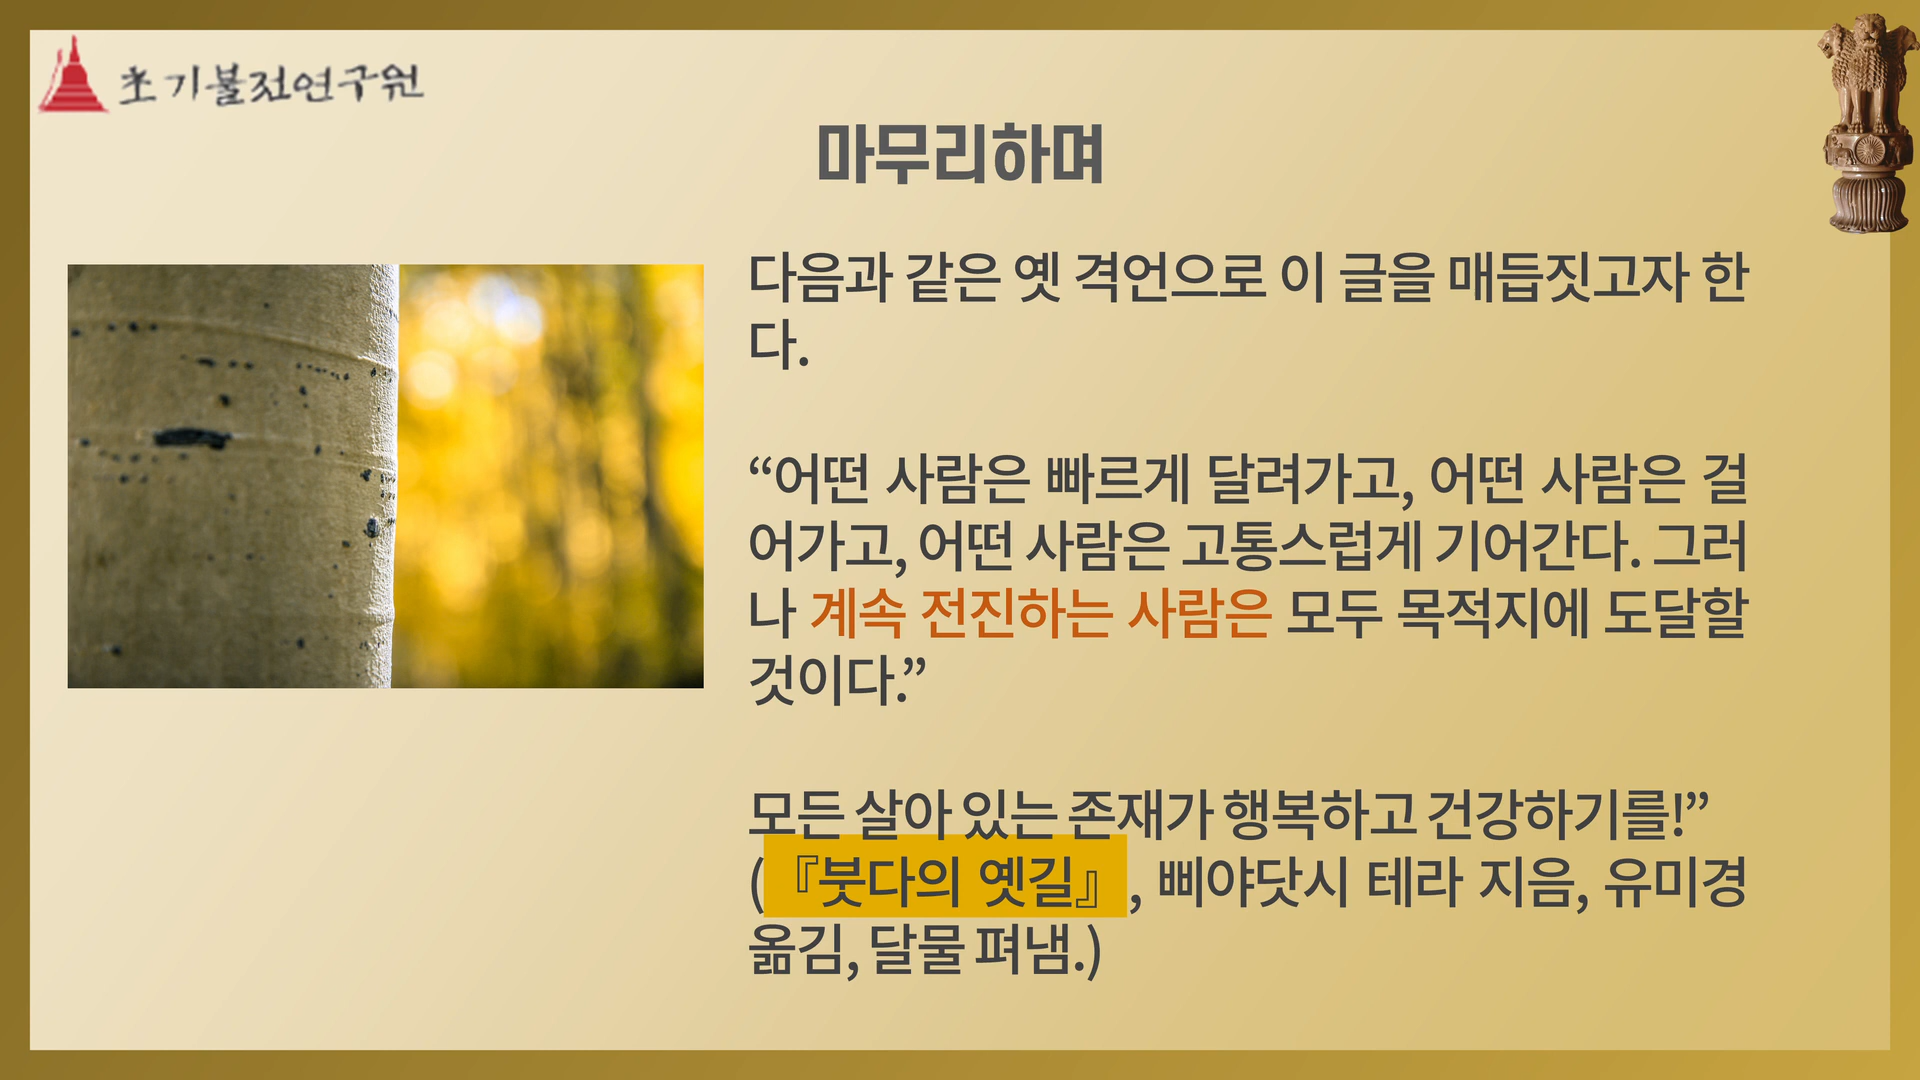 초기불전연구원
마무리하며
다음과 같은 옛 격언으로 이 글을 매듭짓고자 한
다.
“어떤 사람은 빠르게 달려가고, 어떤 사람은 걸
어가고, 어떤 사람은 고통스럽게 기어간다. 그러
나 계속 전진하는 사람은 모두 목적지에 도달할
것이다.”
모든 살아 있는 존재가 행복하고 건강하기를!”
(『붓다의 옛길』, 삐야닷시 테라 지음, 유미경
옮김, 달물 펴냄.)